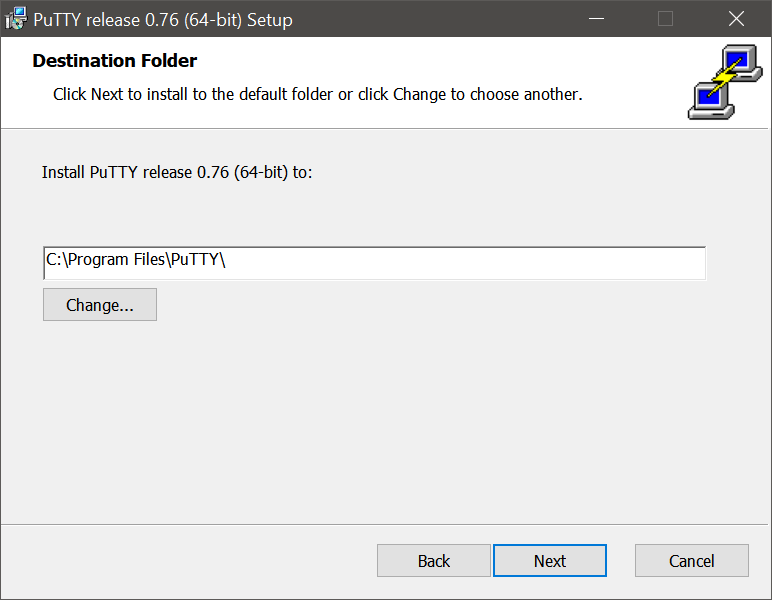 PuTTY release 0.76 (64-bit) Setup
Destination Folder
Click Next to install to the default folder or click Change to choose another.
Install PuTTY release 0.76 (64-bit) to:
C:\Program Files\PuTTY\
Change...
Back Next Cancel